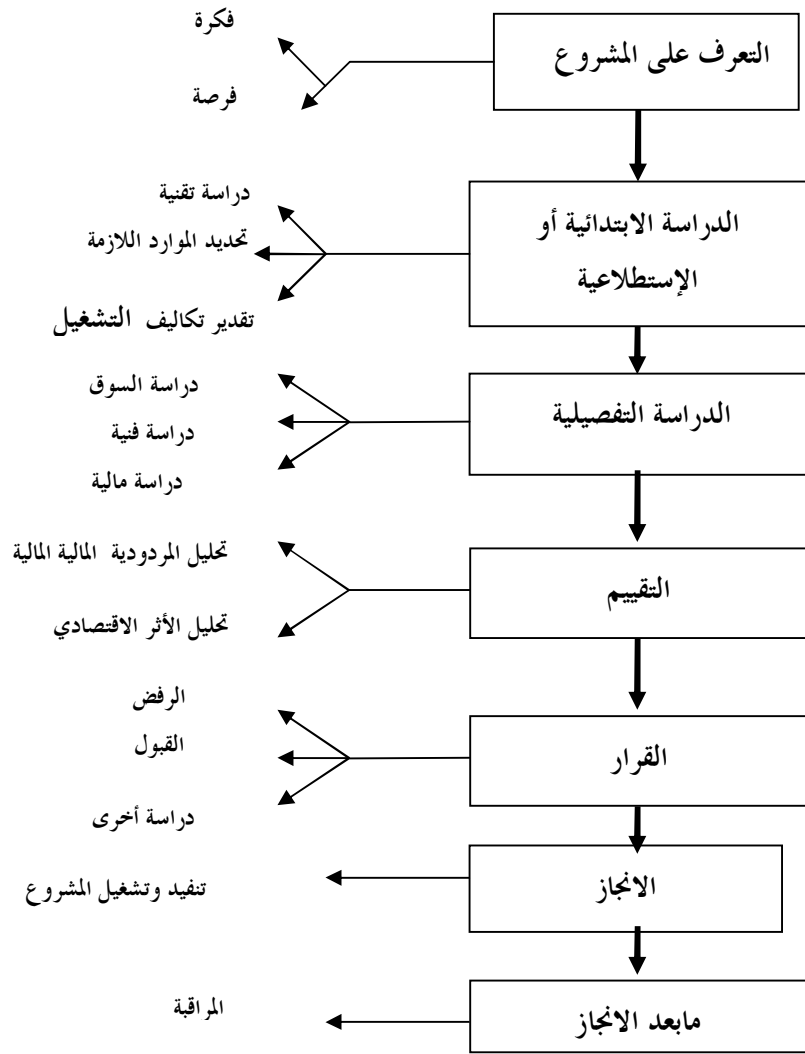 التعرف على المشروع
فكرة
فرصة
الدراسة الابتدائية أو
الإستطلاعية
دراسة تقنية
تحديد الموارد اللازمة
تقدير تكاليف التشغيل
الدراسة التفصيلية
دراسة السوق
دراسة فنية
دراسة مالية
التقييم
تحليل المردودية المالية المالية
تحليل الأثر الاقتصادي
القرار
الرفض
القبول
دراسة أخرى
الانجاز
تنفيد وتشغيل المشروع
مابعد الانجاز
المراقبة